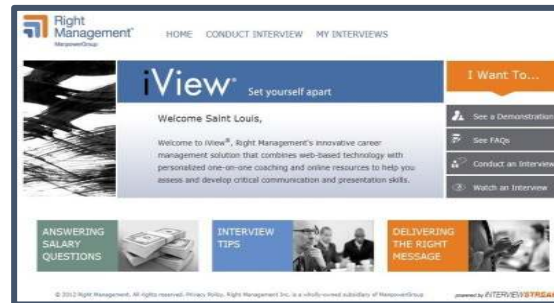 Right
Management®
ManpowerGroup
HOME CONDUCT INTERVIEW MY INTERVIEWS
iView® Set yourself apart
I Want To...
Welcome Saint Louis,
See a Demonstration
Welcome to iView®, Right Management's innovative career
See FAQs
management solution that combines web-based technology with
personalized one-on-one coaching and online resources to help you
Conduct an Interview
assess and develop critical communication and presentation skills.
Watch an Interview
ANSWERING
SALARY
QUESTIONS
INTERVIEW
TIPS
DELIVERING
THE RIGHT
MESSAGE
© 2012 Right Management. All rights reserved. Privacy Policy. Right Management Inc. is a wholly-owned subsidiary of ManpowerGroup
powered by INTERVIEWSTREAM